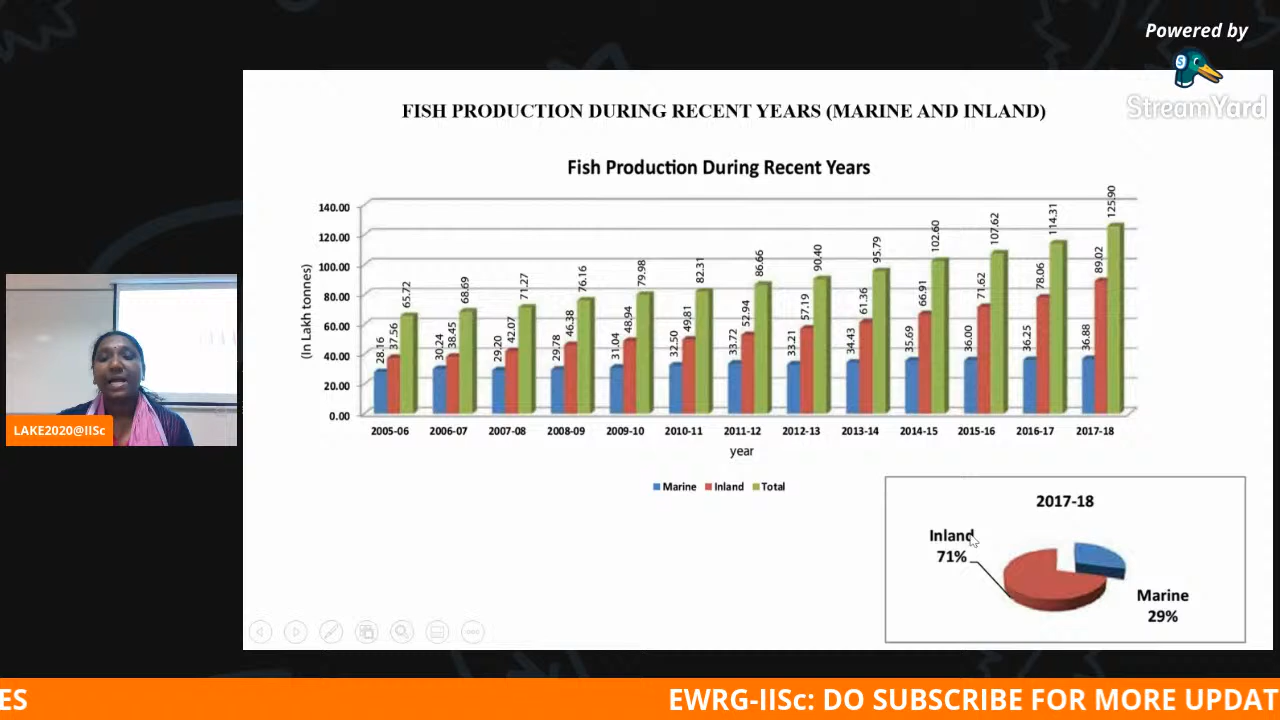 Powered by
StreamYard
FISH PRODUCTION DURING RECENT YEARS (MARINE AND INLAND)
Fish Production During Recent Years
(In Lakh tonnes)
140.00
120.00
100.00
80.00
60.00
40.00
20.00
0.00
28.16 37.56 65.72
30.24 38.45 68.69
29.20 42.07 71.27
29.78 46.38 76.16
31.04 48.94 79.98
32.50 49.81 82.31
33.72 52.94 86.66
33.21 57.19 90.40
34.43 61.36 95.79
35.69 66.91 102.60
36.00 71.62 107.62
36.25 78.06 114.31
36.88 89.02 125.90
2005-06 2006-07 2007-08 2008-09 2009-10 2010-11 2011-12 2012-13 2013-14 2014-15 2015-16 2016-17 2017-18
year
Marine Inland Total
2017-18
Inland
71%
Marine
29%
LAKE2020@IISc
ES EWRG-IISc: DO SUBSCRIBE FOR MORE UPDAT